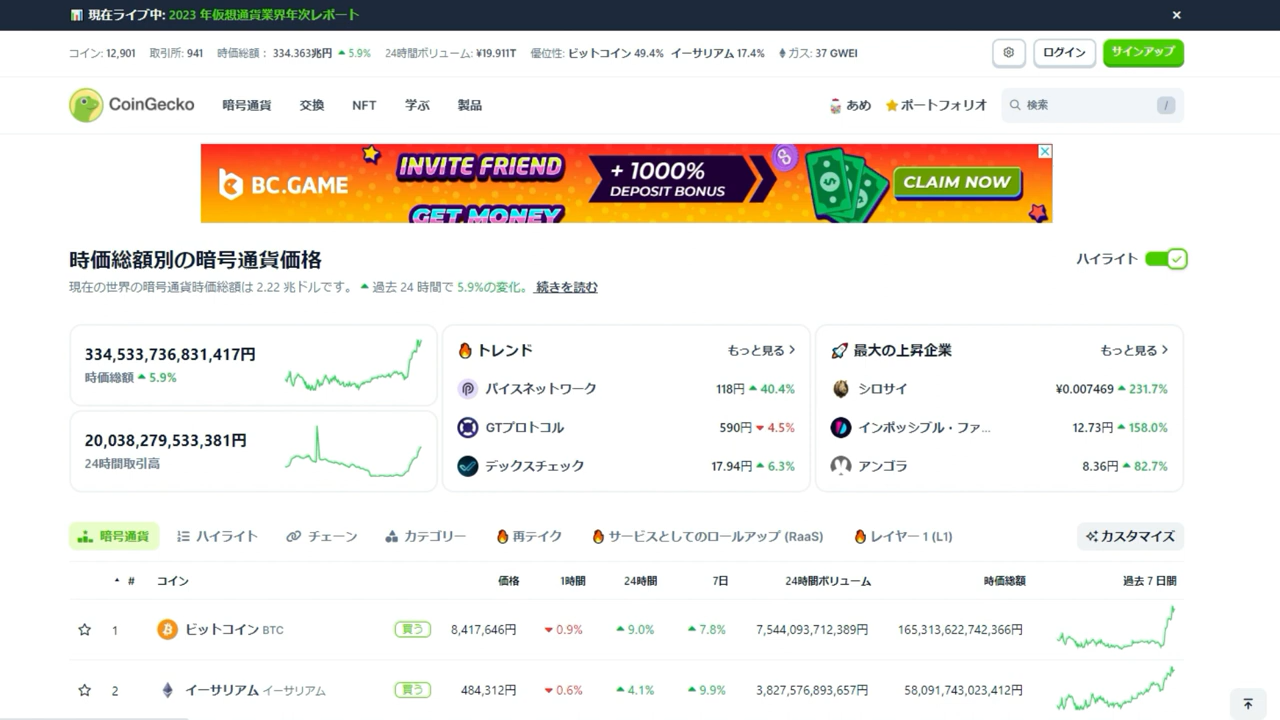 現在ライブ中: 2023 年仮想通貨業界年次レポート
コイン: 12,901 取引所: 941 時価総額： 334.363兆円 5.9% 24時間ボリューム: ¥19.911T 優位性: ビットコイン 49.4% イーサリアム 17.4% ガス: 37 GWEI
ログイン サインアップ
CoinGecko 暗号通貨 交換 NFT 学ぶ 製品 あめ ポートフォリオ 検索 /
BC.GAME INVITE FRIEND GET MONEY + 1000% DEPOSIT BONUS CLAIM NOW
時価総額別の暗号通貨価格 ハイライト
現在の世界の暗号通貨時価総額は 2.22 兆ドルです。 過去 24 時間で 5.9%の変化。 続きを読む
334,533,736,831,417円
時価総額 5.9%
20,038,279,533,381円
24時間取引高
トレンド もっと見る
パイスネットワーク 118円 40.4%
GTプロトコル 590円 4.5%
デックスチェック 17.94円 6.3%
最大の上昇企業 もっと見る
シロサイ ¥0.007469 231.7%
インポッシブル・ファ... 12.73円 158.0%
アンゴラ 8.36円 82.7%
暗号通貨 ハイライト チェーン カテゴリー 再テイク サービスとしてのロールアップ (RaaS) レイヤー 1 (L1) カスタマイズ
# コイン 価格 1時間 24時間 7日 24時間ボリューム 時価総額 過去 7 日間
1 ビットコイン BTC 買う 8,417,646円 0.9% 9.0% 7.8% 7,544,093,712,389円 165,313,622,742,366円
2 イーサリアム イーサリアム 買う 484,312円 0.6% 4.1% 9.9% 3,827,576,893,657円 58,091,743,023,412円